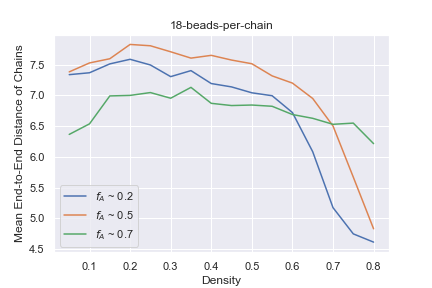 18-beads-per-chain
Mean End-to-End Distance of Chains
7.5
7.0
6.5
6.0
5.5
5.0
4.5
f_A ~ 0.2
f_A ~ 0.5
f_A ~ 0.7
0.1 0.2 0.3 0.4 0.5 0.6 0.7 0.8
Density